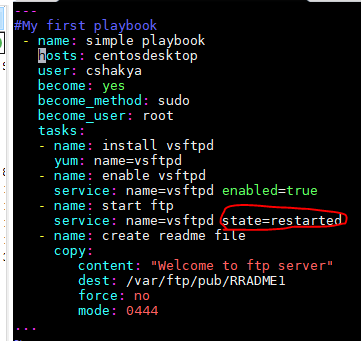 ---
#My first playbook
 - name: simple playbook
   hosts: centosdesktop
   user: cshakya
   become: yes
   become_method: sudo
   become_user: root
   tasks:
   - name: install vsftpd
     yum: name=vsftpd
   - name: enable vsftpd
     service: name=vsftpd enabled=true
   - name: start ftp
     service: name=vsftpd state=restarted
   - name: create readme file
     copy:
        content: "Welcome to ftp server"
        dest: /var/ftp/pub/RRADME1
        force: no
        mode: 0444
...